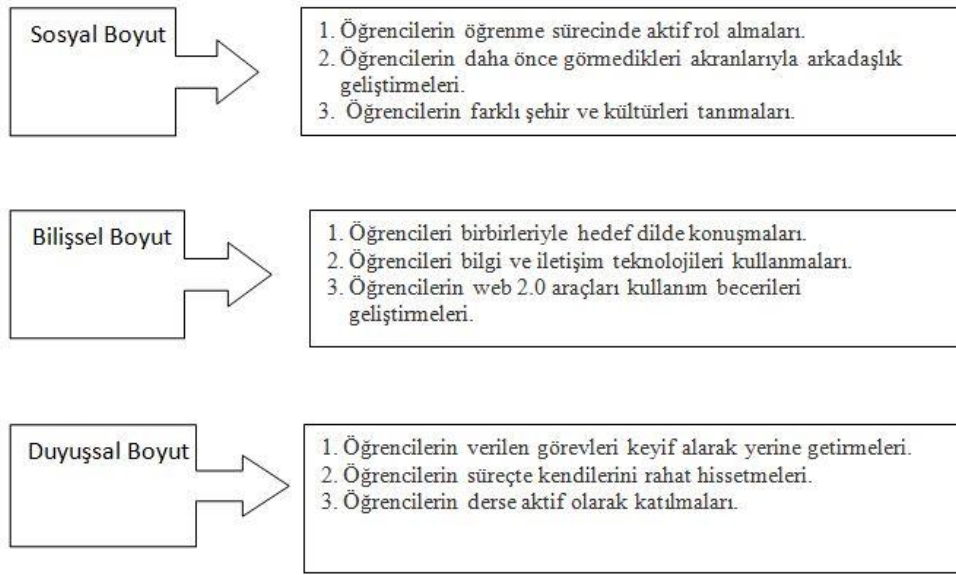 Sosyal Boyut
1. Öğrencilerin öğrenme sürecinde aktif rol almaları.
2. Öğrencilerin daha önce görmedikleri akranlarıyla arkadaşlık
geliştirmeleri.
3. Öğrencilerin farklı şehir ve kültürleri tanımaları.
Bilişsel Boyut
1. Öğrencileri birbirleriyle hedef dilde konuşmaları.
2. Öğrencileri bilgi ve iletişim teknolojileri kullanmaları.
3. Öğrencilerin web 2.0 araçları kullanım becerileri
geliştirmeleri.
Duyuşsal Boyut
1. Öğrencilerin verilen görevleri keyif alarak yerine getirmeleri.
2. Öğrencilerin süreçte kendilerini rahat hissetmeleri.
3. Öğrencilerin derse aktif olarak katılmaları.